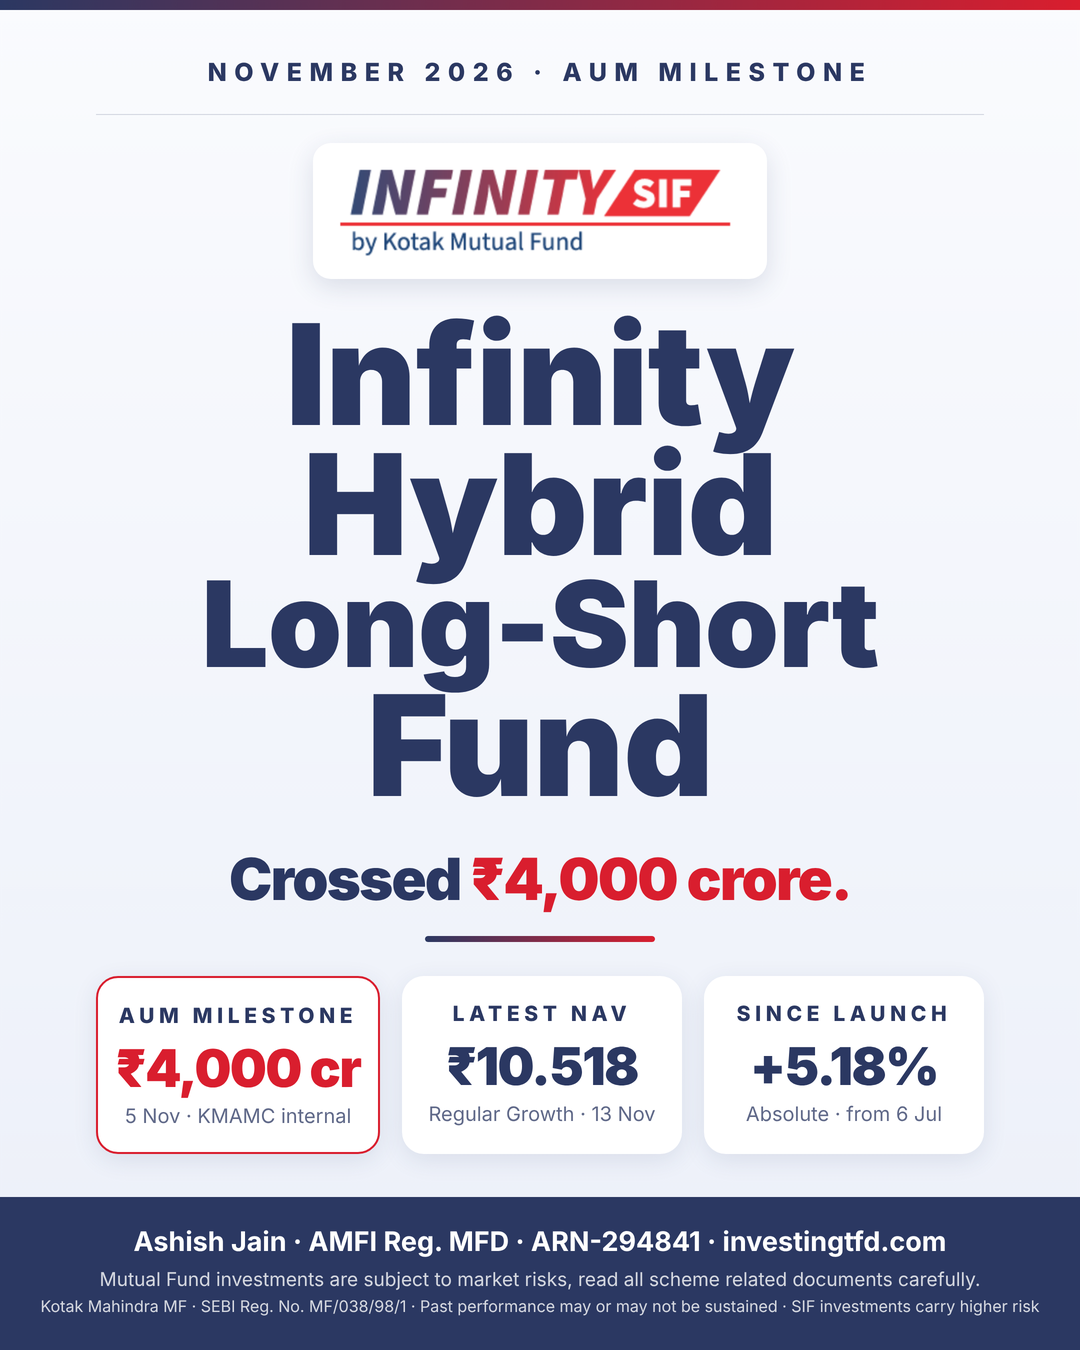 NOVEMBER 2026 · AUM MILESTONE
INFINITY SIF
by Kotak Mutual Fund
Infinity
Hybrid
Long-Short
Fund
Crossed ₹4,000 crore.
AUM MILESTONE
₹4,000 cr
5 Nov · KMAMC internal
LATEST NAV
₹10.518
Regular Growth · 13 Nov
SINCE LAUNCH
+5.18%
Absolute · from 6 Jul
Ashish Jain · AMFI Reg. MFD · ARN-294841 · investingtfd.com
Mutual Fund investments are subject to market risks, read all scheme related documents carefully.
Kotak Mahindra MF · SEBI Reg. No. MF/038/98/1 · Past performance may or may not be sustained · SIF investments carry higher risk